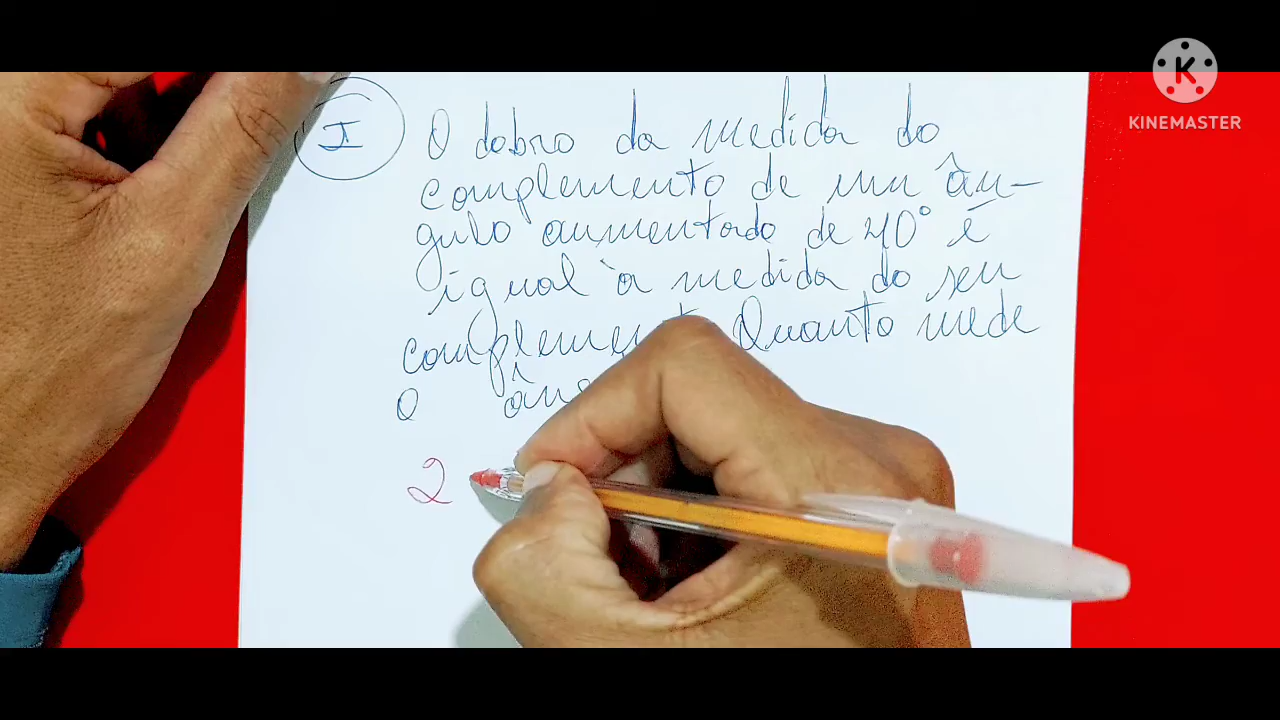 I O dobro da medida do
complemento de um ân-
gulo aumentado de 40° é
igual à medida do seu
Quanto mede
o
2
K
KINEMASTER